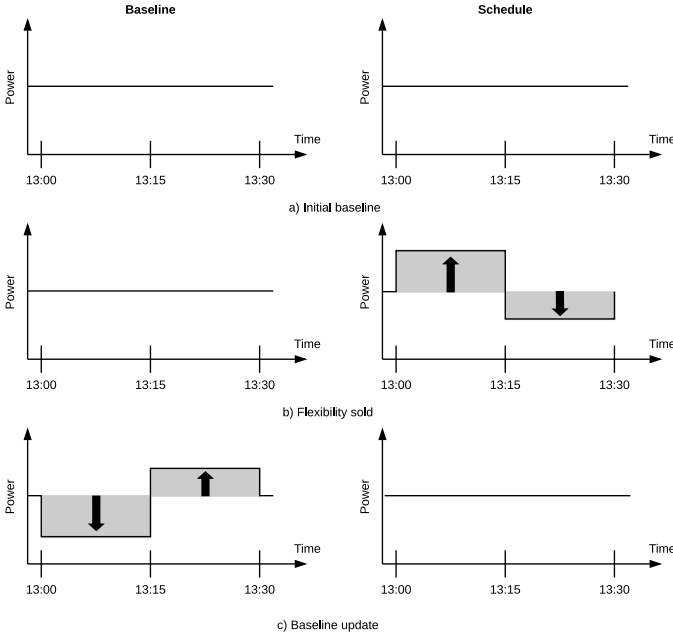 Baseline
Schedule
Power
Time
13:00
13:15
13:30
Power
Time
13:00
13:15
13:30
a) Initial baseline
Power
Time
13:00
13:15
13:30
Power
Time
13:00
13:15
13:30
b) Flexibility sold
Power
Time
13:00
13:15
13:30
Power
Time
13:00
13:15
13:30
c) Baseline update